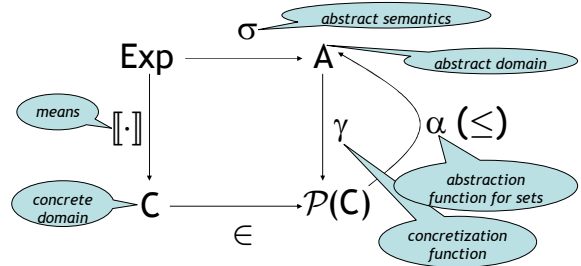 σ
abstract semantics
Exp
A
abstract domain
means
⟦·⟧
γ
α (≤)
concrete
domain
C
𝒫(C)
abstraction
function for sets
∈
concretization
function